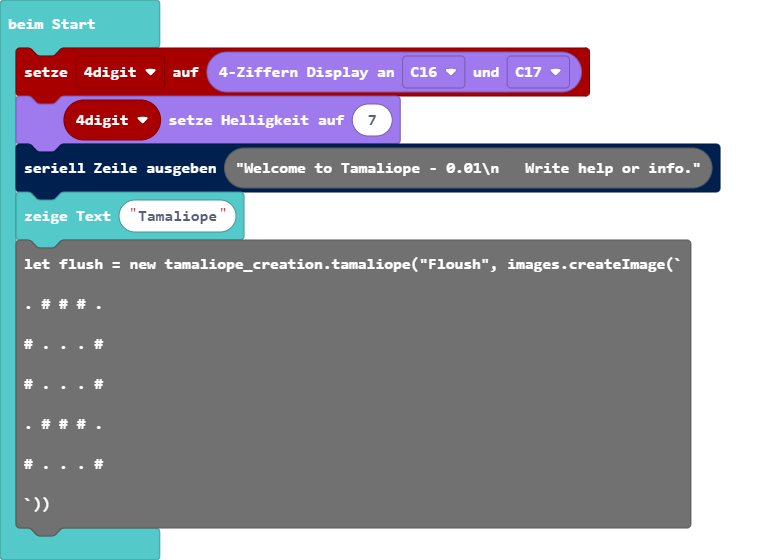 beim Start
setze 4digit auf 4-Ziffern Display an C16 und C17
4digit setze Helligkeit auf 7
seriell Zeile ausgeben "Welcome to Tamaliope - 0.01\n   Write help or info."
zeige Text "Tamaliope"
let flush = new tamaliope_creation.tamaliope("Floush", images.createImage(`
. # # # .
# . . . #
# . . . #
. # # # .
# . . . #
`))